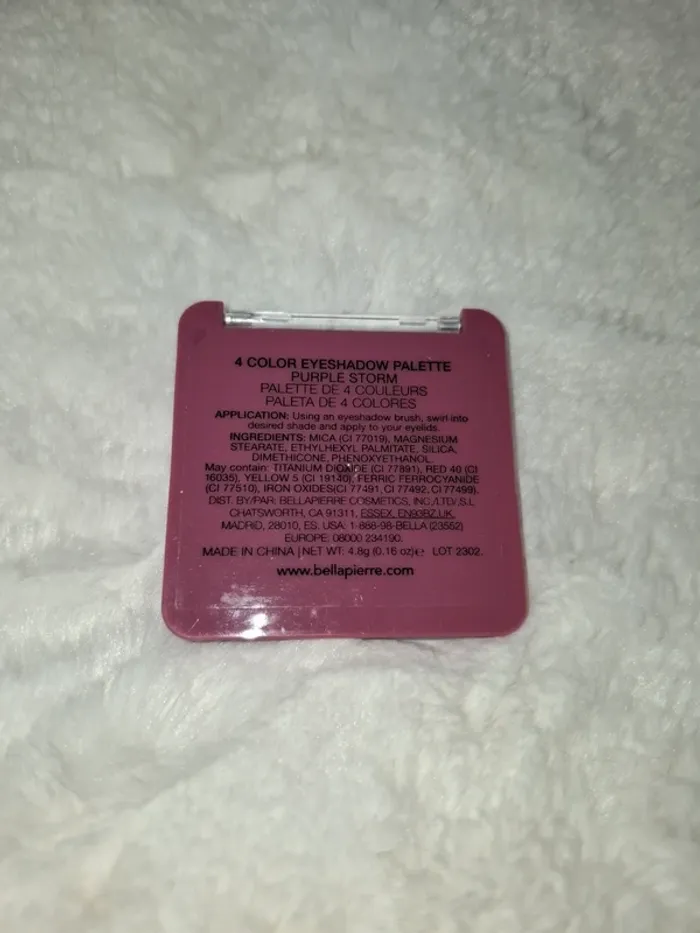 4 COLOR EYESHADOW PALETTE
PURPLE STORM
PALETTE DE 4 COULEURS
PALETA DE 4 COLORES
APPLICATION: Using an eyeshadow brush, swirl into
desired shade and apply to your eyelids.
INGREDIENTS: MICA (CI 77019), MAGNESIUM
STEARATE, ETHYLHEXYL PALMITATE, SILICA,
DIMETHICONE, PHENOXYETHANOL.
May contain: TITANIUM DIOXIDE (CI 77891), RED 40 (CI
16035), YELLOW 5 (CI 19140), FERRIC FERROCYANIDE
(CI 77510), IRON OXIDES(CI 77491, CI 77492, CI 77499).
DIST. BY/PAR: BELLAPIERRE COSMETICS, INC./LTD/.S.L
CHATSWORTH, CA 91311, ESSEX, EN93BZ,UK,
MADRID, 28010, ES. USA: 1-888-98-BELLA (23552)
EUROPE: 08000 234190.
MADE IN CHINA | NET WT: 4.8g (0.16 oz)℮ LOT 2302.
www.bellapierre.com